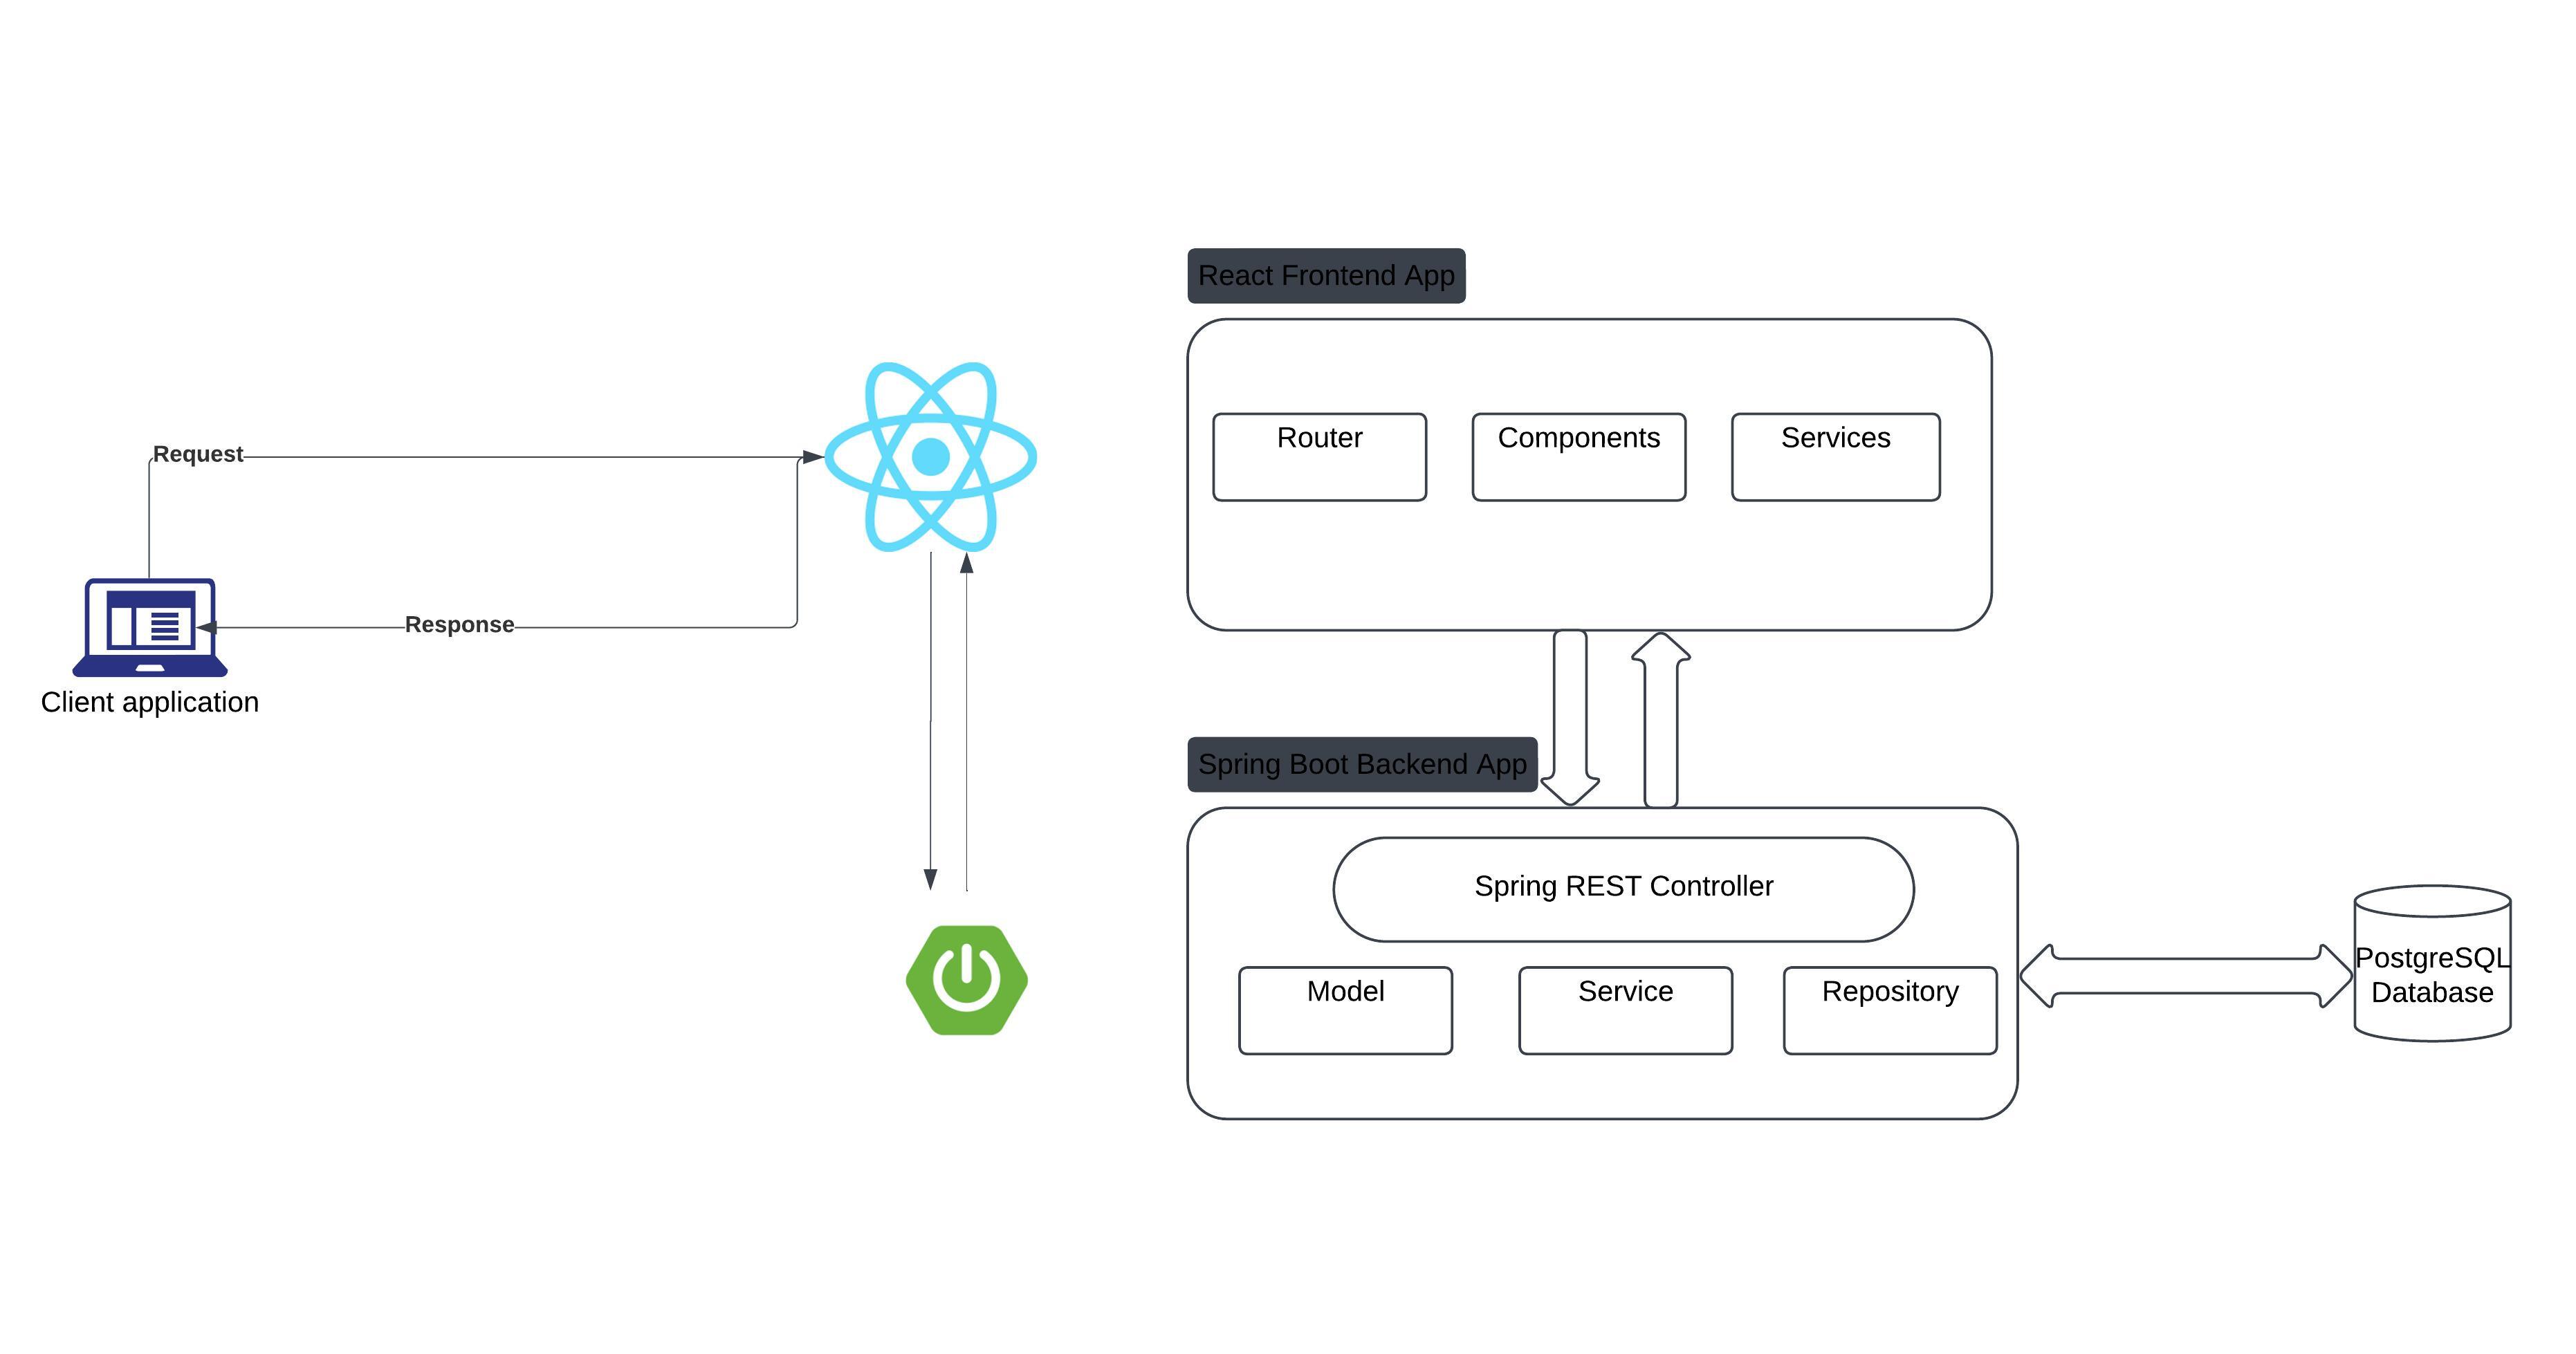 React Frontend App
Router
Components
Services
Request
Response
Client application
Spring Boot Backend App
Spring REST Controller
Model
Service
Repository
PostgreSQL
Database